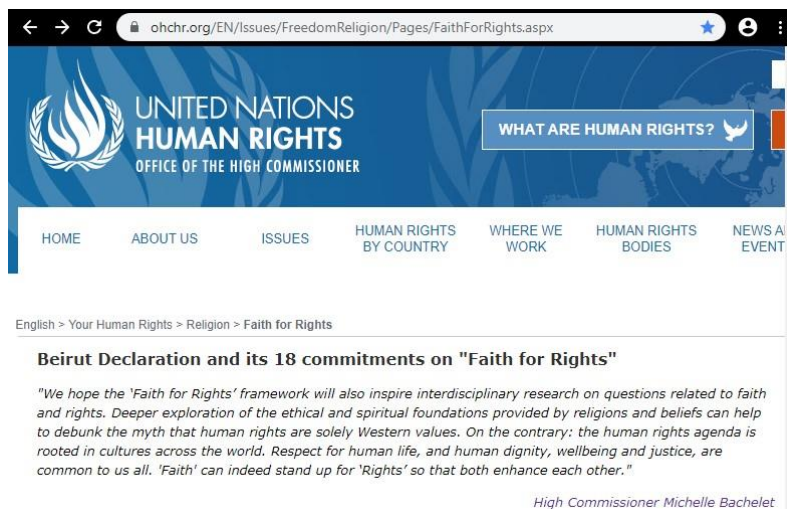 ohchr.org/EN/Issues/FreedomReligion/Pages/FaithForRights.aspx
UNITED NATIONS
HUMAN RIGHTS
OFFICE OF THE HIGH COMMISSIONER
WHAT ARE HUMAN RIGHTS?
HOME
ABOUT US
ISSUES
HUMAN RIGHTS
BY COUNTRY
WHERE WE
WORK
HUMAN RIGHTS
BODIES
NEWS A
EVENT
English > Your Human Rights > Religion > Faith for Rights
Beirut Declaration and its 18 commitments on "Faith for Rights"
"We hope the 'Faith for Rights' framework will also inspire interdisciplinary research on questions related to faith
and rights. Deeper exploration of the ethical and spiritual foundations provided by religions and beliefs can help
to debunk the myth that human rights are solely Western values. On the contrary: the human rights agenda is
rooted in cultures across the world. Respect for human life, and human dignity, wellbeing and justice, are
common to us all. 'Faith' can indeed stand up for 'Rights' so that both enhance each other."
High Commissioner Michelle Bachelet